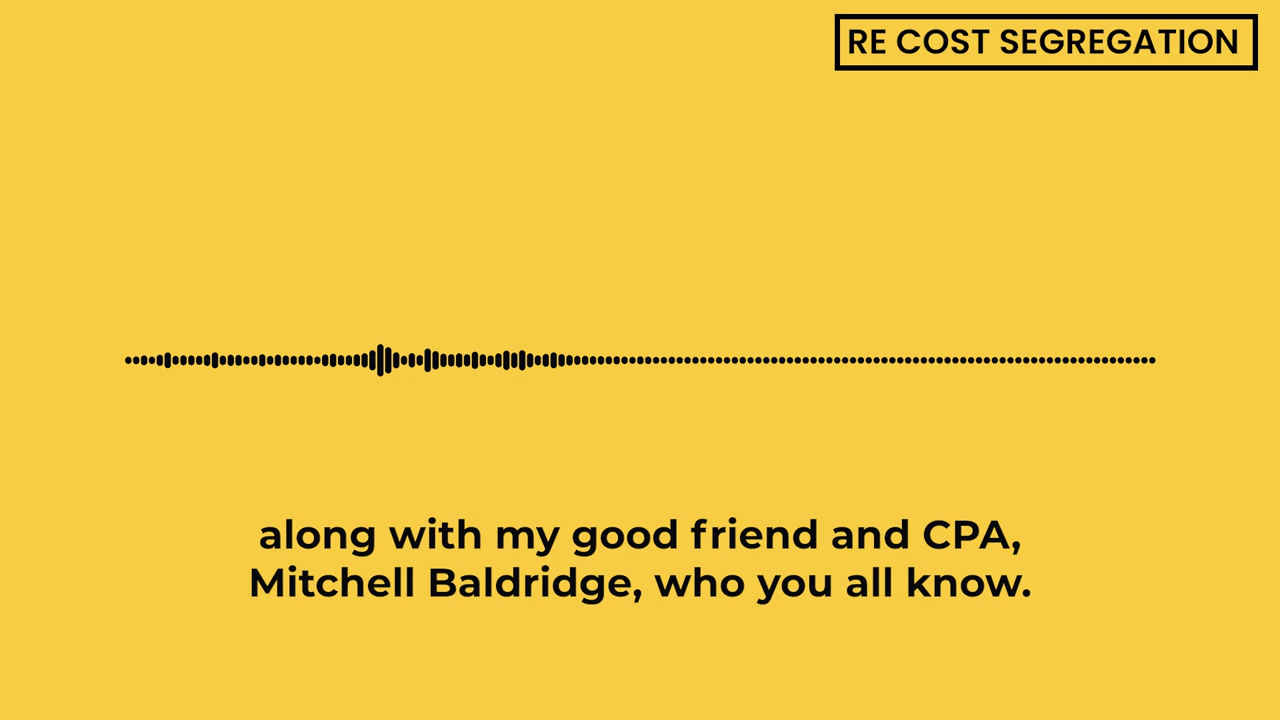 RE COST SEGREGATION
along with my good friend and CPA,
Mitchell Baldridge, who you all know.